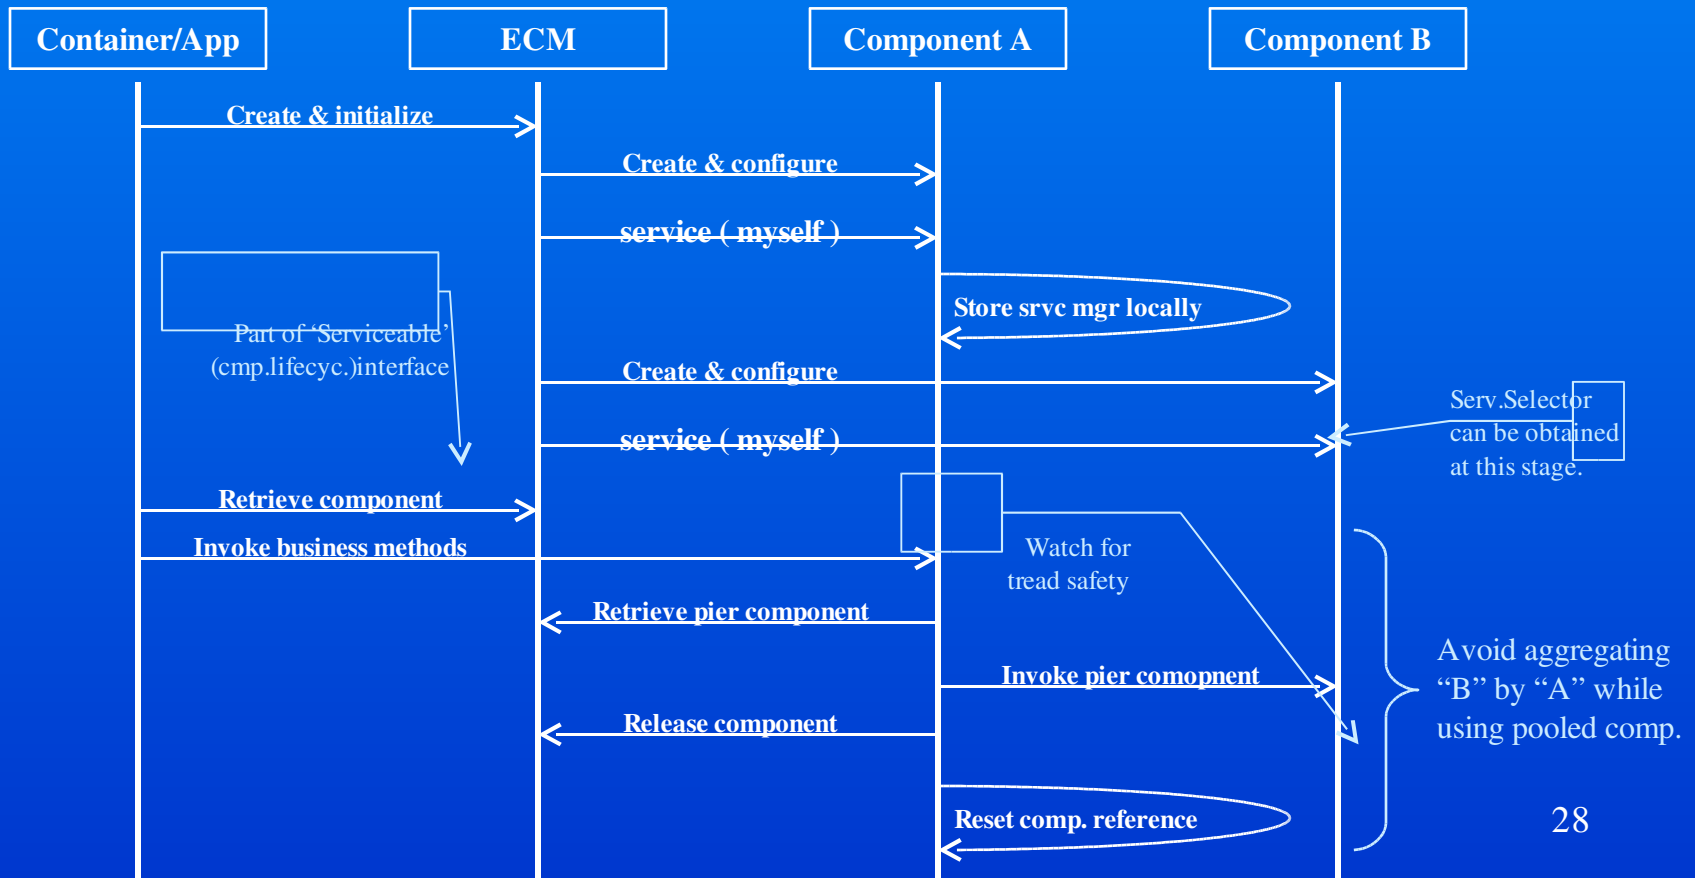 Container/App
ECM
Component A
Component B
Create & initialize
Create & configure
service ( myself )
Store srvc mgr locally
Part of ‘Serviceable’
(cmp.lifecyc.)interface
Create & configure
service ( myself )
Serv.Selector
can be obtained
at this stage.
Retrieve component
Invoke business methods
Watch for
tread safety
Retrieve pier component
Invoke pier comopnent
Release component
Avoid aggregating
“B” by “A” while
using pooled comp.
Reset comp. reference
28